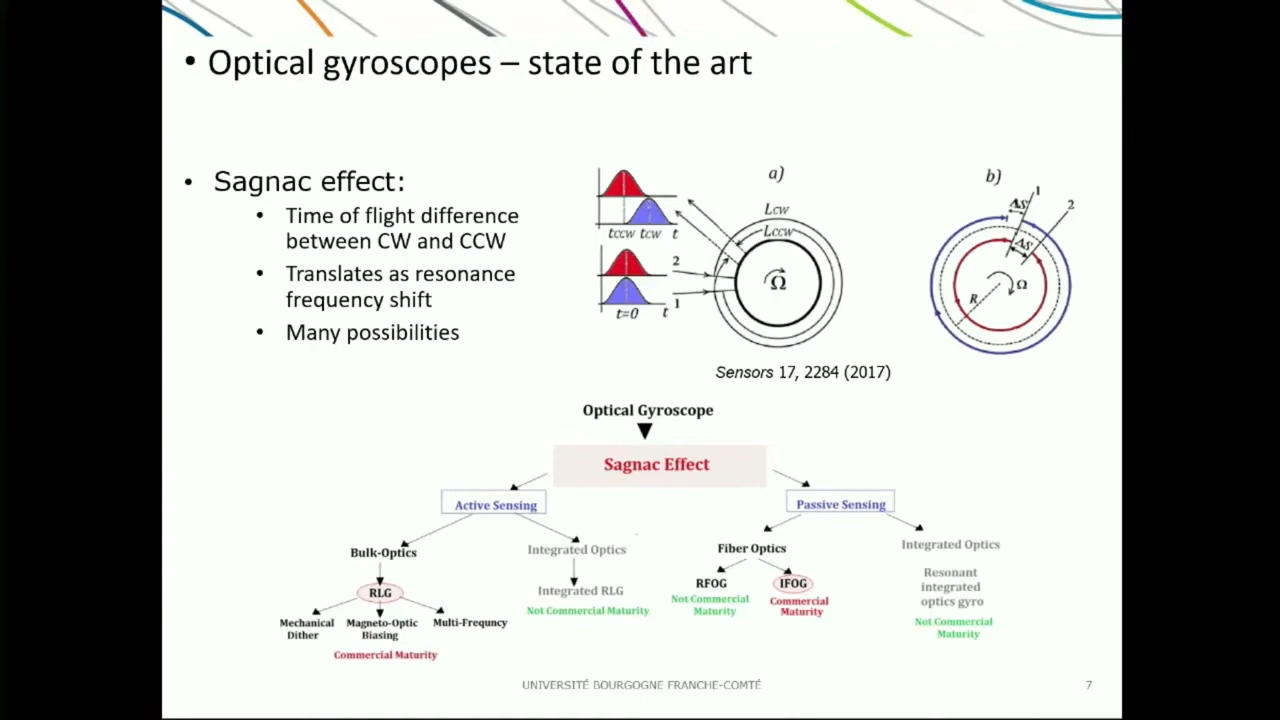 • Optical gyroscopes – state of the art
• Sagnac effect:
• Time of flight difference
between CW and CCW
• Translates as resonance
frequency shift
• Many possibilities
a)
b)
tCCW tCW t
2
1
t=0 t
LCW
LCCW
Ω
1
2
ΔS
ΔS
Ω
R
Sensors 17, 2284 (2017)
Optical Gyroscope
Sagnac Effect
Active Sensing
Passive Sensing
Bulk-Optics
Integrated Optics
Fiber Optics
Integrated Optics
RLG
Integrated RLG
Not Commercial Maturity
RFOG
Not Commercial
Maturity
IFOG
Commercial
Maturity
Resonant
integrated
optics gyro
Not Commercial
Maturity
Mechanical
Dither
Magneto-Optic
Biasing
Multi-Frequncy
Commercial Maturity
UNIVERSITÉ BOURGOGNE FRANCHE-COMTÉ
7